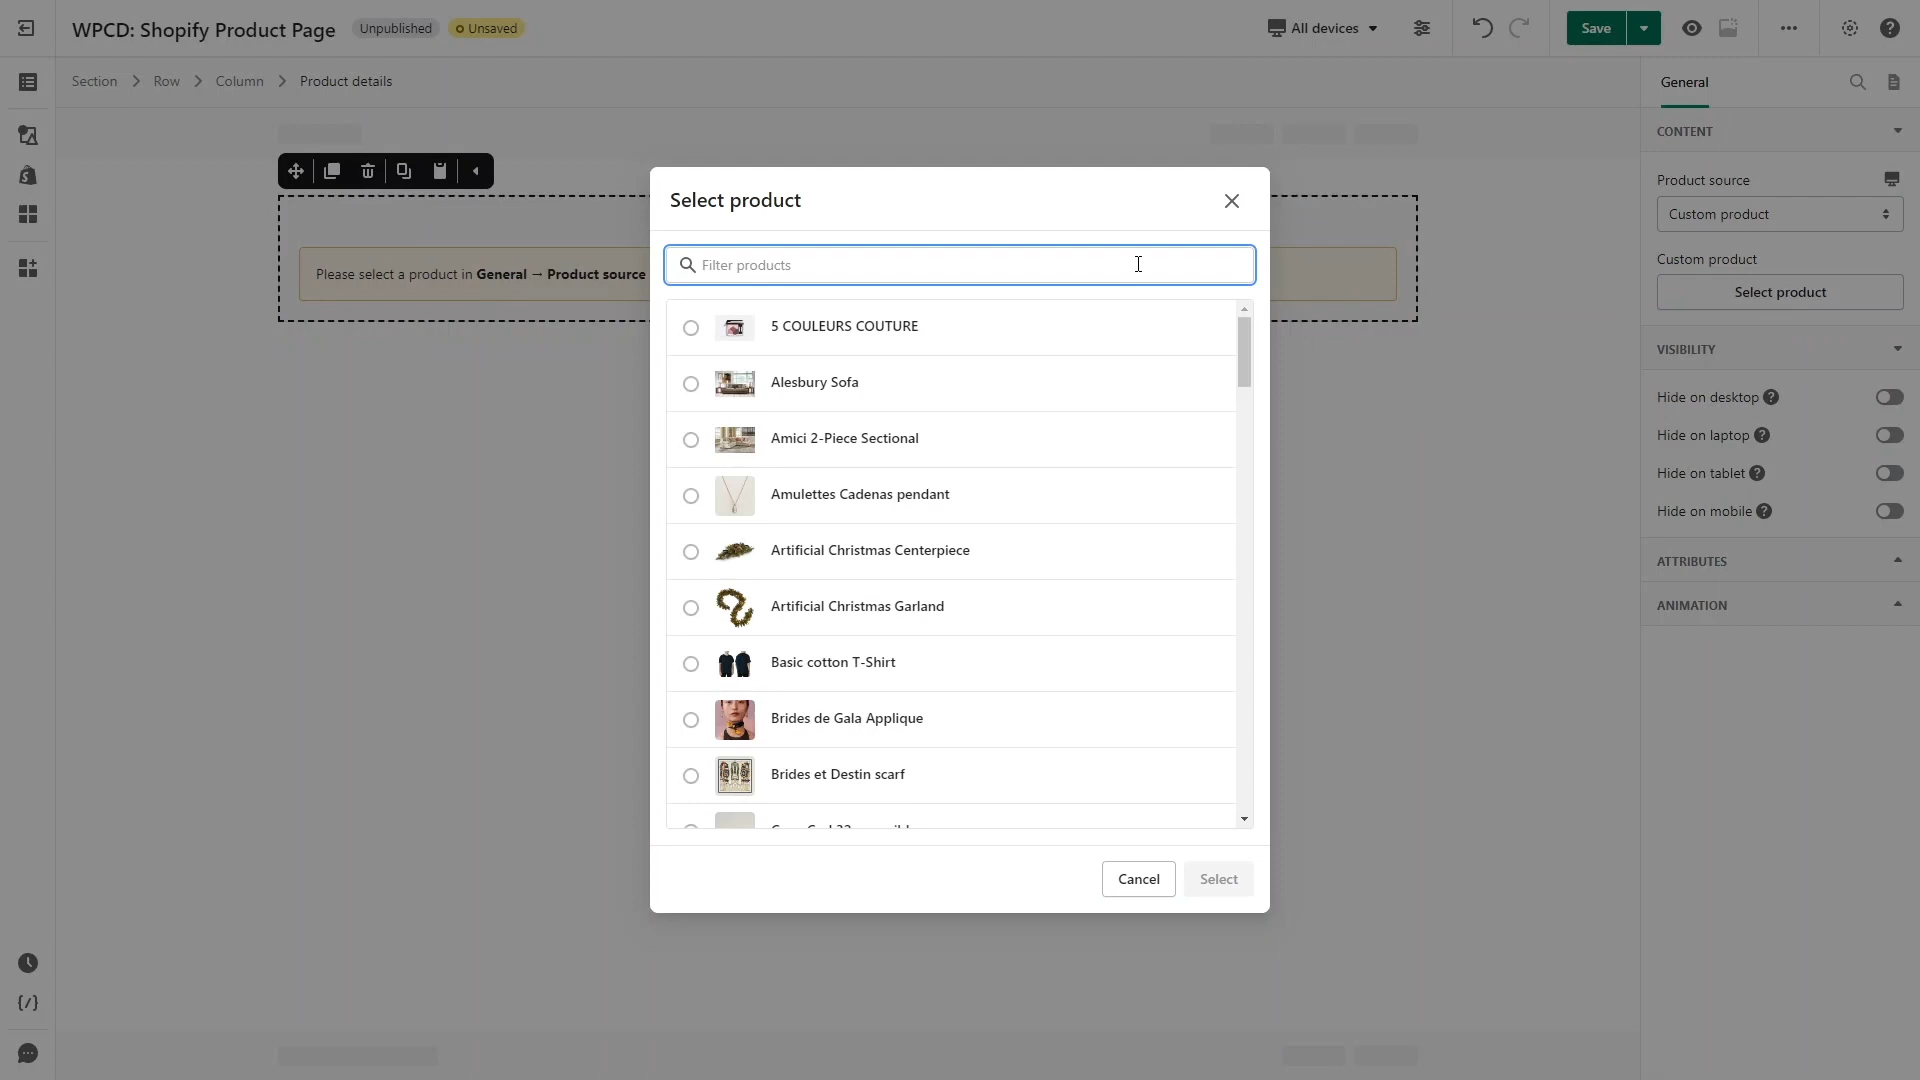 WPCD: Shopify Product Page
Unpublished
Unsaved
All devices
Save
Section
Row
Column
Product details
General
CONTENT
Product source
Custom product
Custom product
Select product
VISIBILITY
Hide on desktop
Hide on laptop
Hide on tablet
Hide on mobile
ATTRIBUTES
ANIMATION
Please select a product in General → Product source
Select product
Filter products
5 COULEURS COUTURE
Alesbury Sofa
Amici 2-Piece Sectional
Amulettes Cadenas pendant
Artificial Christmas Centerpiece
Artificial Christmas Garland
Basic cotton T-Shirt
Brides de Gala Applique
Brides et Destin scarf
Cancel
Select